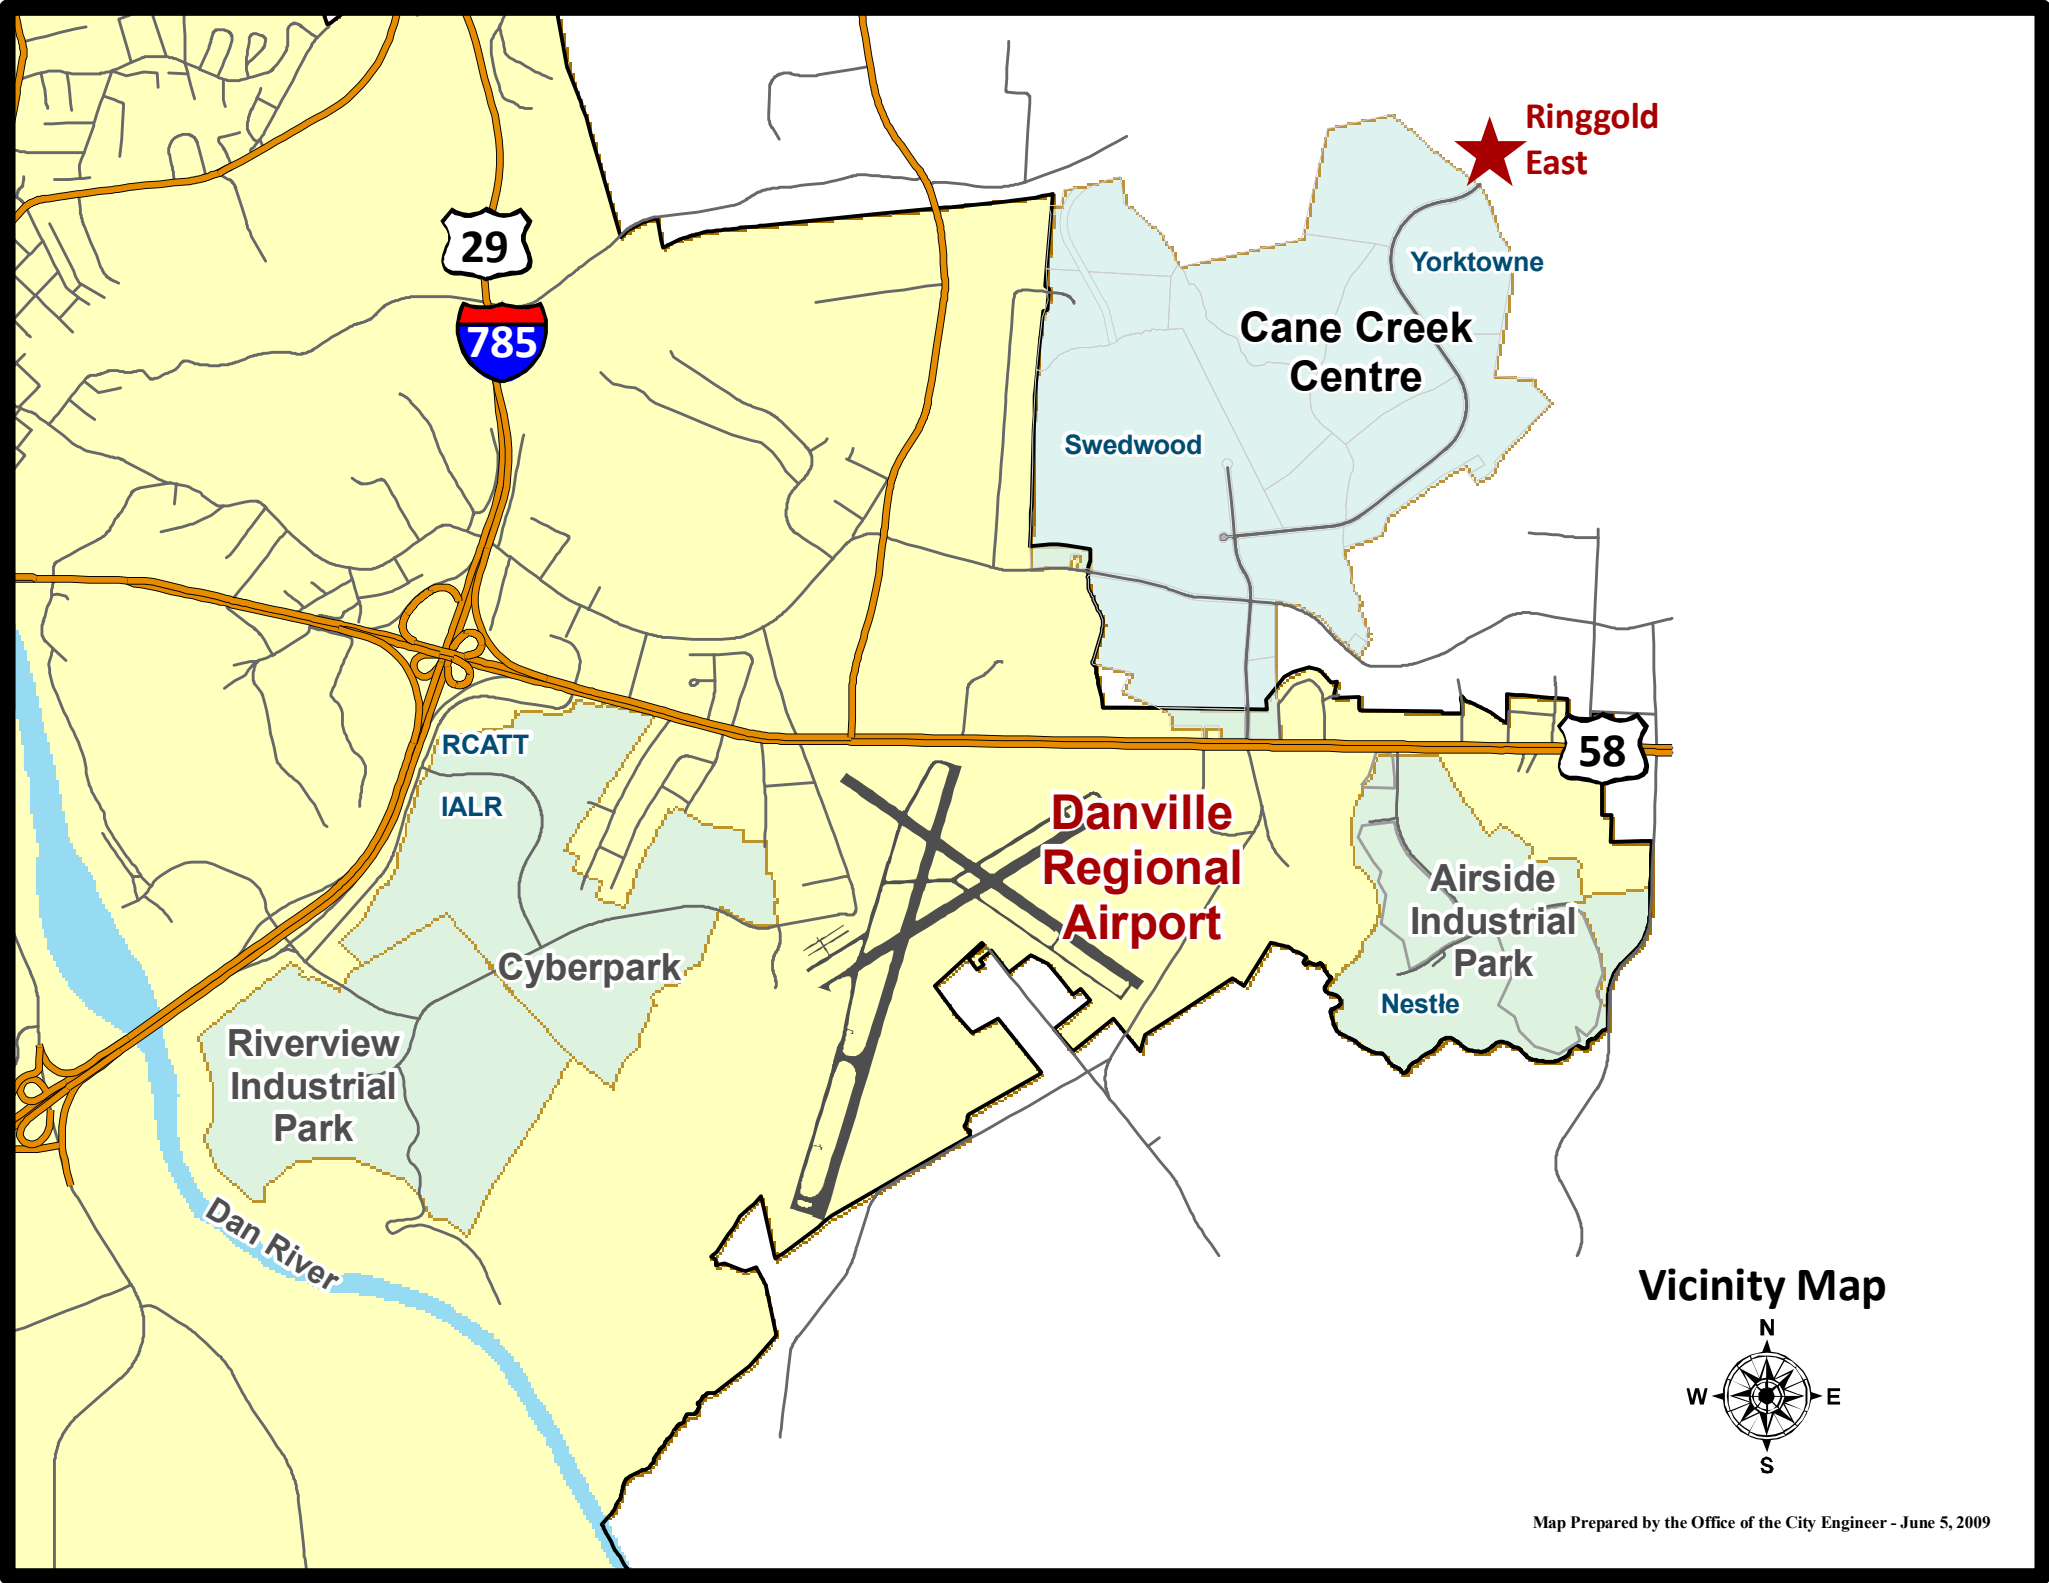 Ringgold
East
29
Yorktowne
785
Cane Creek
Centre
Swedwood
RCATT
58
IALR
Danville
Regional
Airport
Airside
Industrial
Park
Cyberpark
Nestle
Riverview
Industrial
Park
Dan River
Vicinity Map
N
W E
S
Map Prepared by the Office of the City Engineer - June 5, 2009